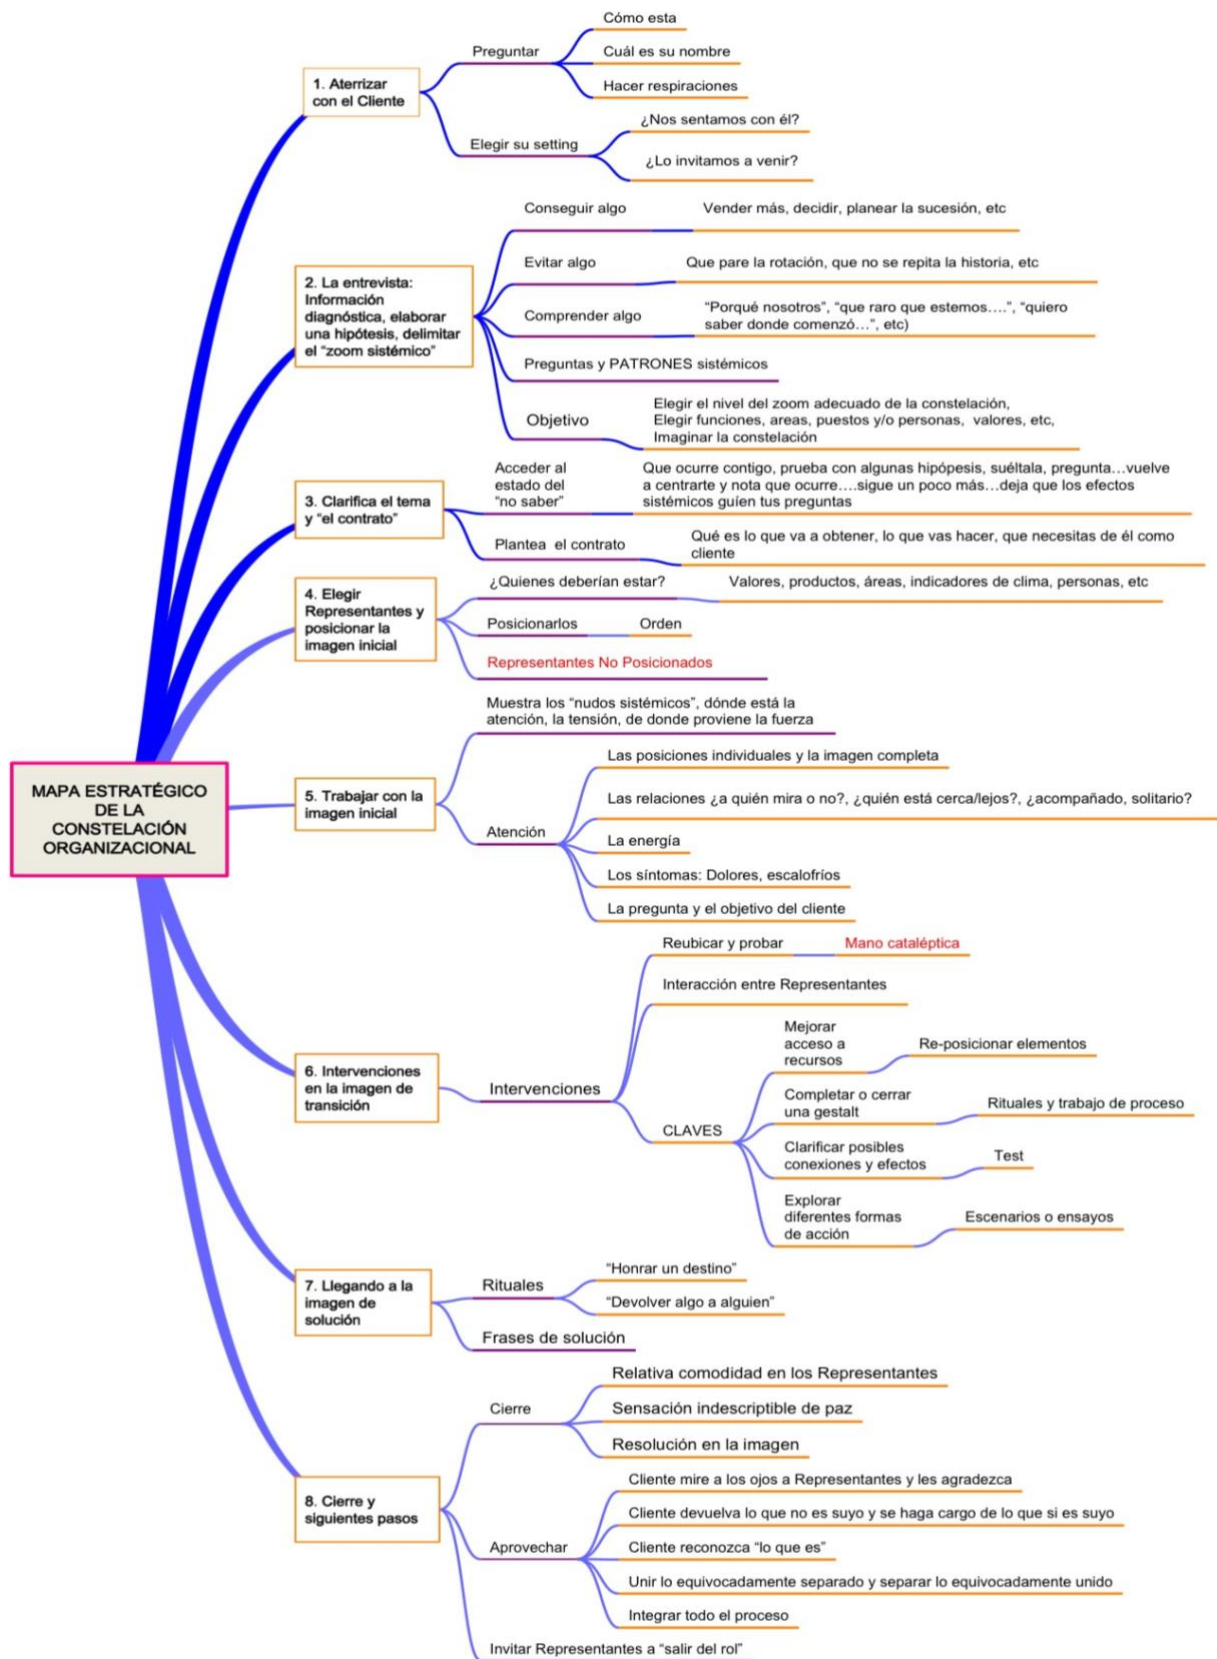 MAPA ESTRATÉGICO
DE LA
CONSTELACIÓN
ORGANIZACIONAL
1. Aterrizar
con el Cliente
Preguntar
Cómo esta
Cuál es su nombre
Hacer respiraciones
Elegir su setting
¿Nos sentamos con él?
¿Lo invitamos a venir?
2. La entrevista:
Información
diagnóstica, elaborar
una hipótesis, delimitar
el “zoom sistémico”
Conseguir algo
Vender más, decidir, planear la sucesión, etc
Evitar algo
Que pare la rotación, que no se repita la historia, etc
Comprender algo
“Porqué nosotros”, “que raro que estemos….”, “quiero
saber donde comenzó…”, etc)
Preguntas y PATRONES sistémicos
Objetivo
Elegir el nivel del zoom adecuado de la constelación,
Elegir funciones, areas, puestos y/o personas, valores, etc,
Imaginar la constelación
3. Clarifica el tema
y “el contrato”
Acceder al
estado del
“no saber”
Que ocurre contigo, prueba con algunas hipópesis, suéltala, pregunta…vuelve
a centrarte y nota que ocurre….sigue un poco más…deja que los efectos
sistémicos guíen tus preguntas
Plantea el contrato
Qué es lo que va a obtener, lo que vas hacer, que necesitas de él como
cliente
4. Elegir
Representantes y
posicionar la
imagen inicial
¿Quienes deberían estar?
Valores, productos, áreas, indicadores de clima, personas, etc
Posicionarlos
Orden
Representantes No Posicionados
5. Trabajar con la
imagen inicial
Muestra los “nudos sistémicos”, dónde está la
atención, la tensión, de donde proviene la fuerza
Atención
Las posiciones individuales y la imagen completa
Las relaciones ¿a quién mira o no?, ¿quién está cerca/lejos?, ¿acompañado, solitario?
La energía
Los síntomas: Dolores, escalofríos
La pregunta y el objetivo del cliente
6. Intervenciones
en la imagen de
transición
Intervenciones
Reubicar y probar
Mano cataléptica
Interacción entre Representantes
CLAVES
Mejorar
acceso a
recursos
Re-posicionar elementos
Completar o cerrar
una gestalt
Rituales y trabajo de proceso
Clarificar posibles
conexiones y efectos
Test
Explorar
diferentes formas
de acción
Escenarios o ensayos
7. Llegando a la
imagen de
solución
Rituales
“Honrar un destino”
“Devolver algo a alguien”
Frases de solución
8. Cierre y
siguientes pasos
Cierre
Relativa comodidad en los Representantes
Sensación indescriptible de paz
Resolución en la imagen
Aprovechar
Cliente mire a los ojos a Representantes y les agradezca
Cliente devuelva lo que no es suyo y se haga cargo de lo que si es suyo
Cliente reconozca “lo que es”
Unir lo equivocadamente separado y separar lo equivocadamente unido
Integrar todo el proceso
Invitar Representantes a “salir del rol”